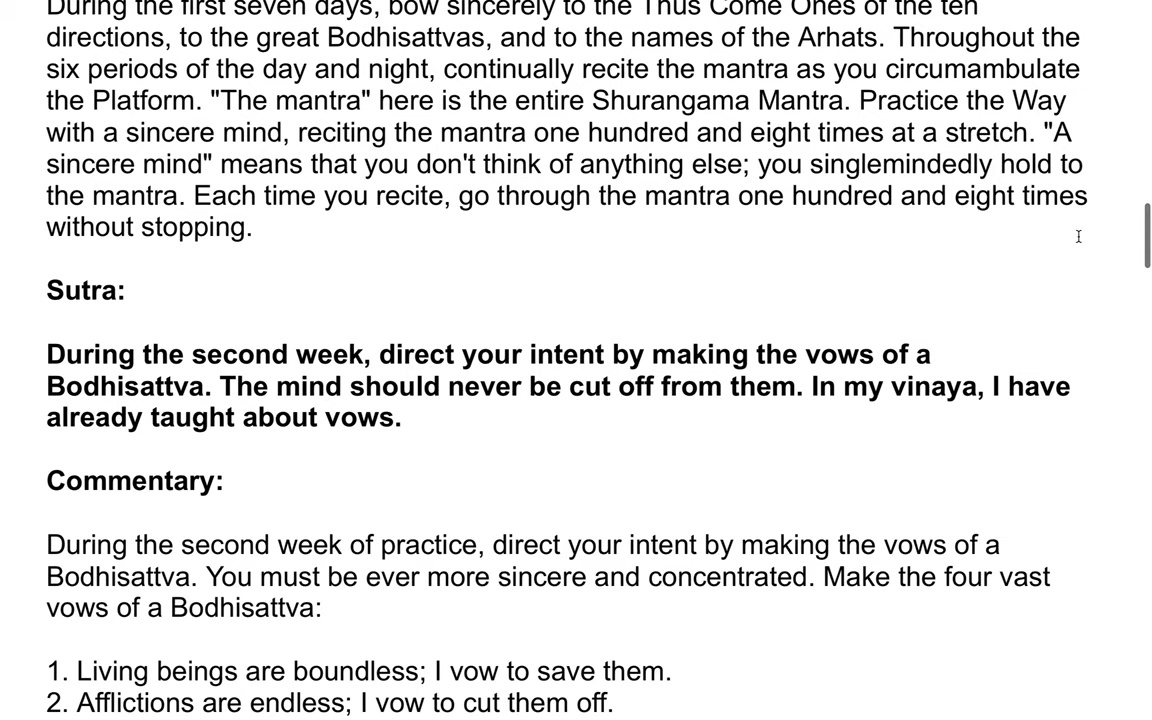 During the first seven days, bow sincerely to the Thus Come Ones of the ten
directions, to the great Bodhisattvas, and to the names of the Arhats. Throughout the
six periods of the day and night, continually recite the mantra as you circumambulate
the Platform. "The mantra" here is the entire Shurangama Mantra. Practice the Way
with a sincere mind, reciting the mantra one hundred and eight times at a stretch. "A
sincere mind" means that you don't think of anything else; you singlemindedly hold to
the mantra. Each time you recite, go through the mantra one hundred and eight times
without stopping.
Sutra:
During the second week, direct your intent by making the vows of a
Bodhisattva. The mind should never be cut off from them. In my vinaya, I have
already taught about vows.
Commentary:
During the second week of practice, direct your intent by making the vows of a
Bodhisattva. You must be ever more sincere and concentrated. Make the four vast
vows of a Bodhisattva:
1. Living beings are boundless; I vow to save them.
2. Afflictions are endless; I vow to cut them off.